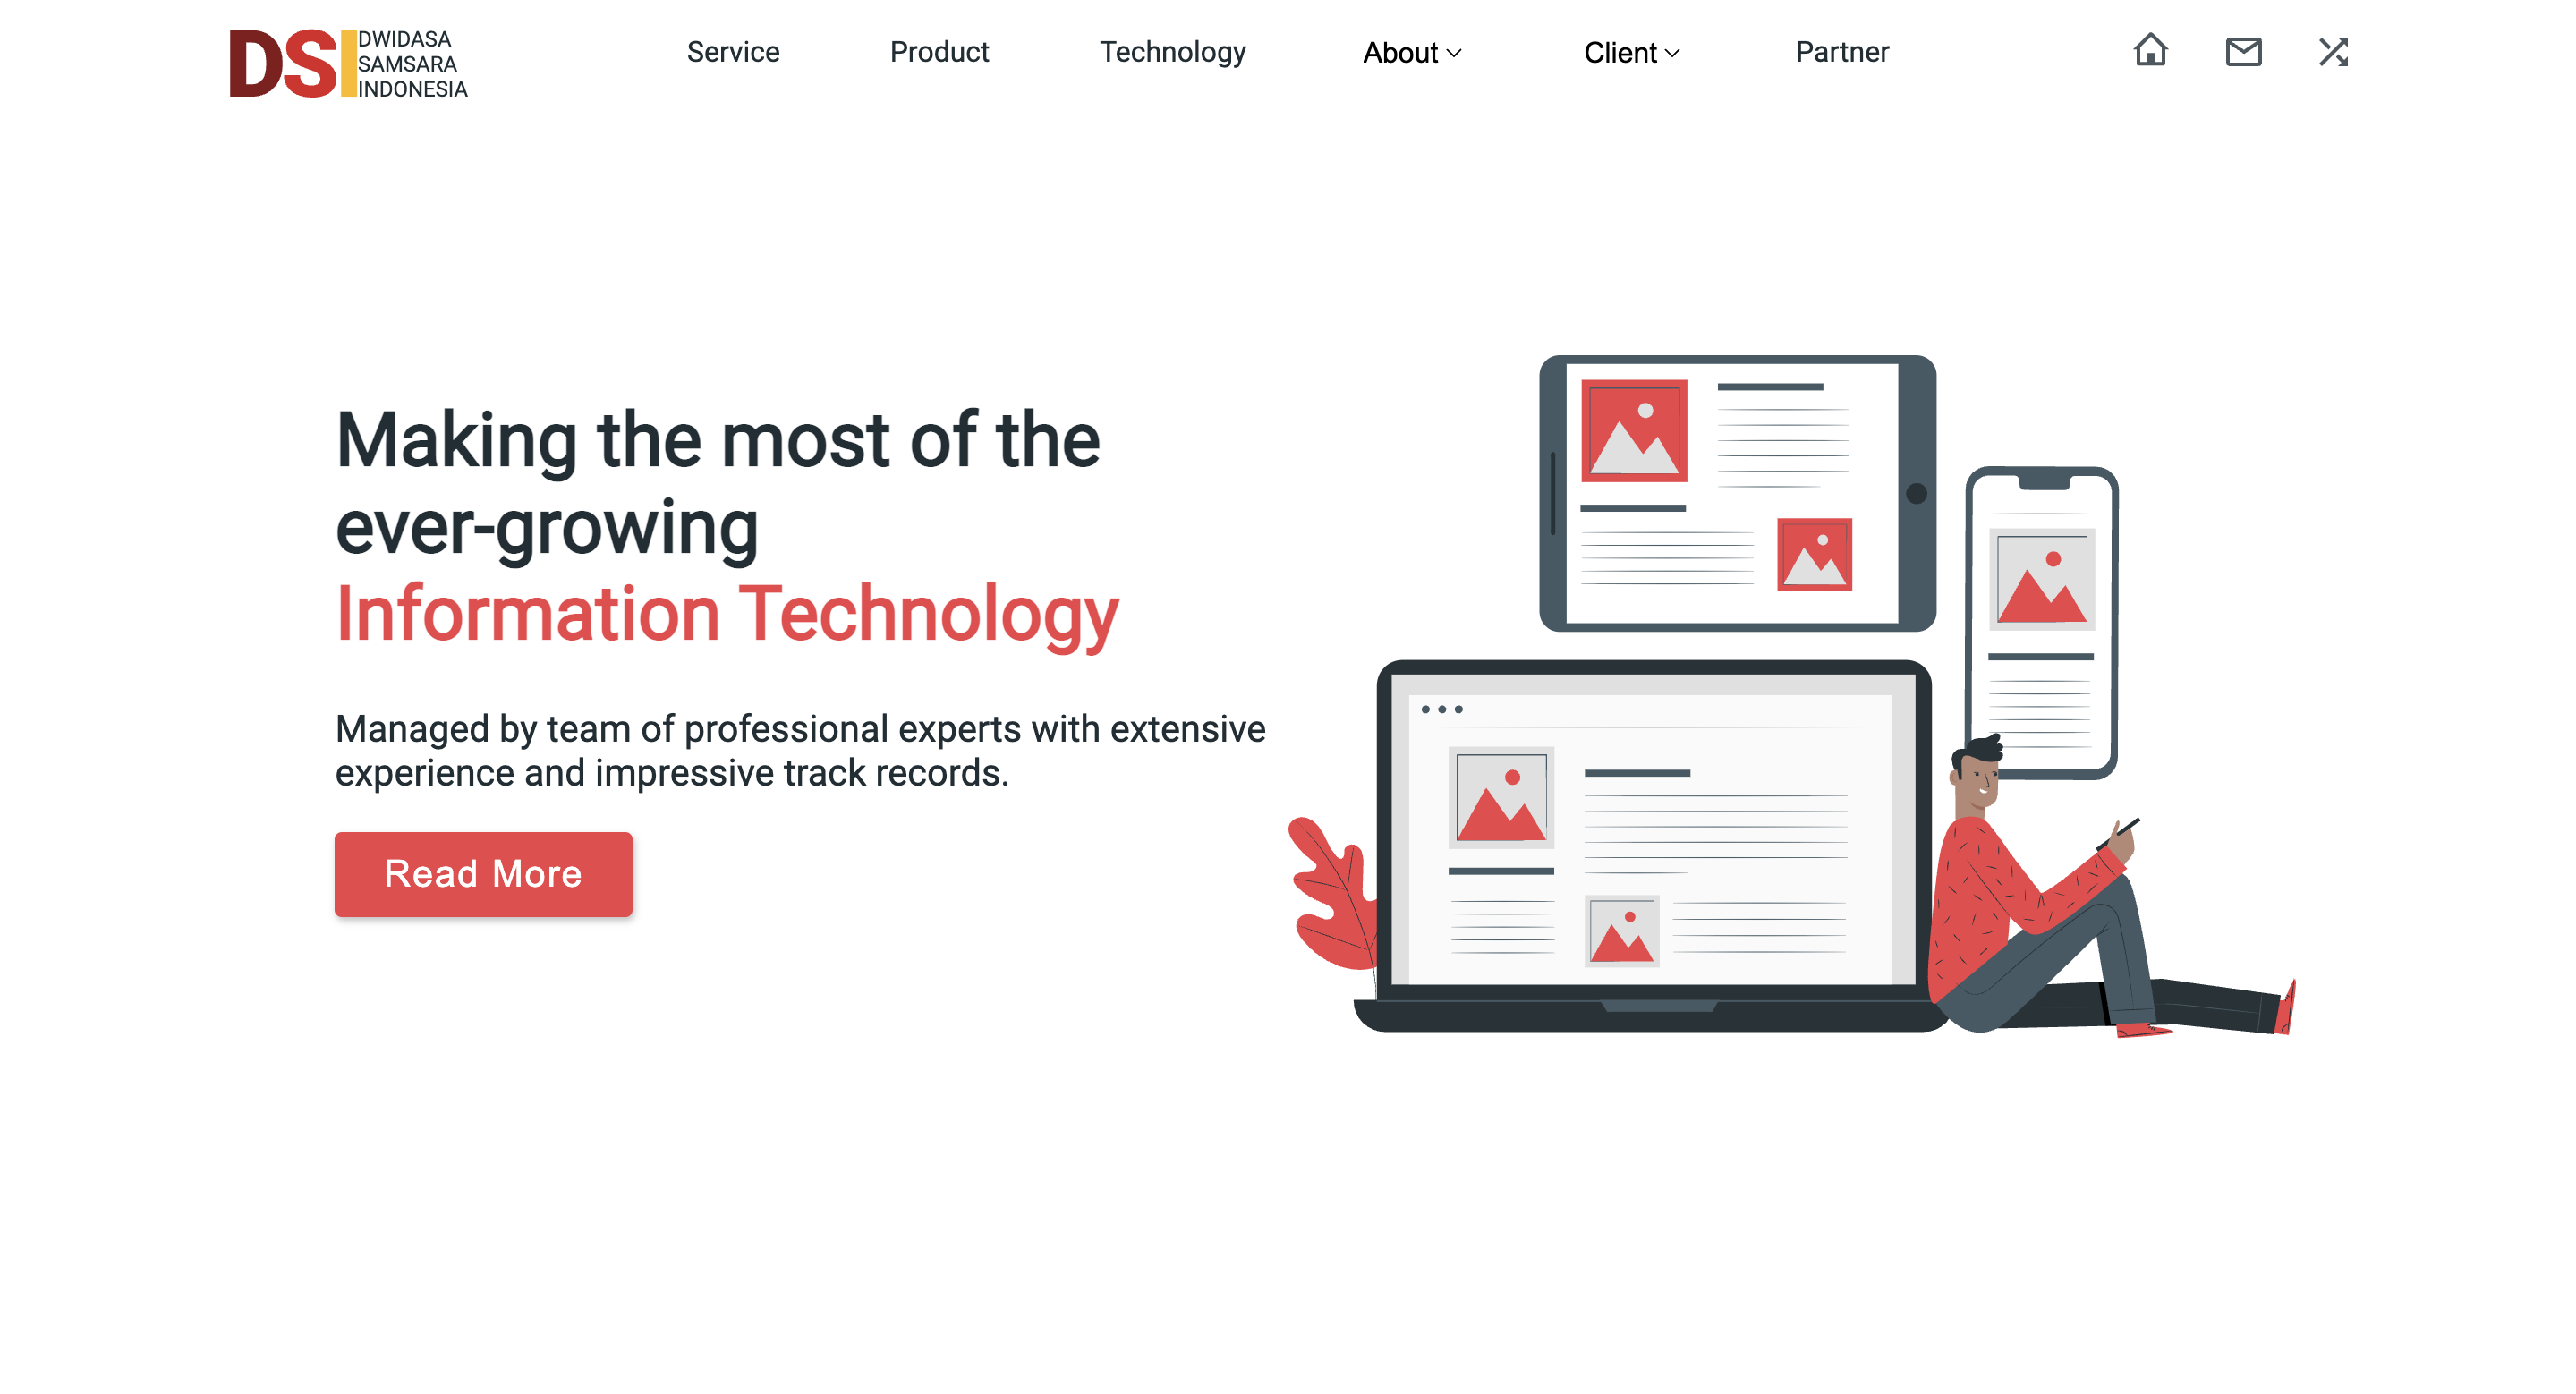 DSI
DWIDASA
SAMSARA
INDONESIA
Service
Product
Technology
About
Client
Partner
Making the most of the
ever-growing
Information Technology
Managed by team of professional experts with extensive
experience and impressive track records.
Read More